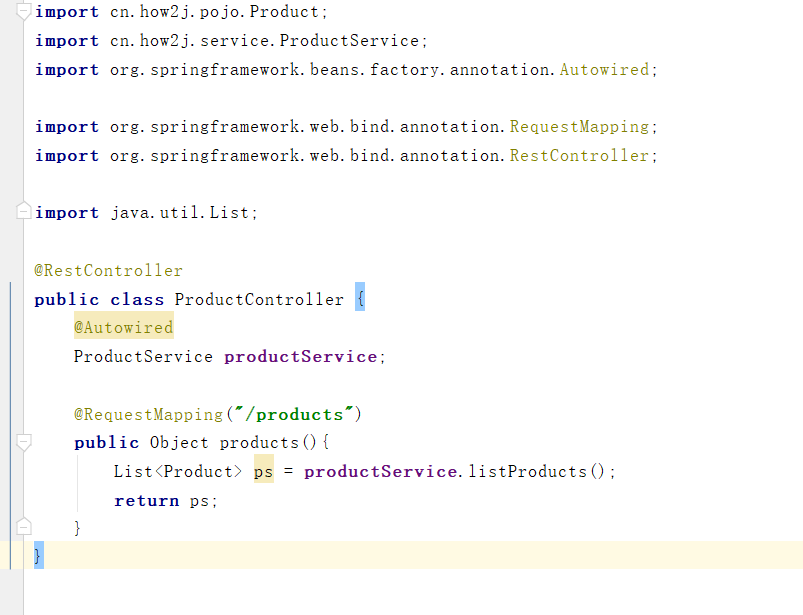 import cn.how2j.pojo.Product;
import cn.how2j.service.ProductService;
import org.springframework.beans.factory.annotation.Autowired;
import org.springframework.web.bind.annotation.RequestMapping;
import org.springframework.web.bind.annotation.RestController;
import java.util.List;
@RestController
public class ProductController {
@Autowired
ProductService productService;
@RequestMapping("/products")
public Object products(){
List<Product> ps = productService.listProducts();
return ps;
}
}